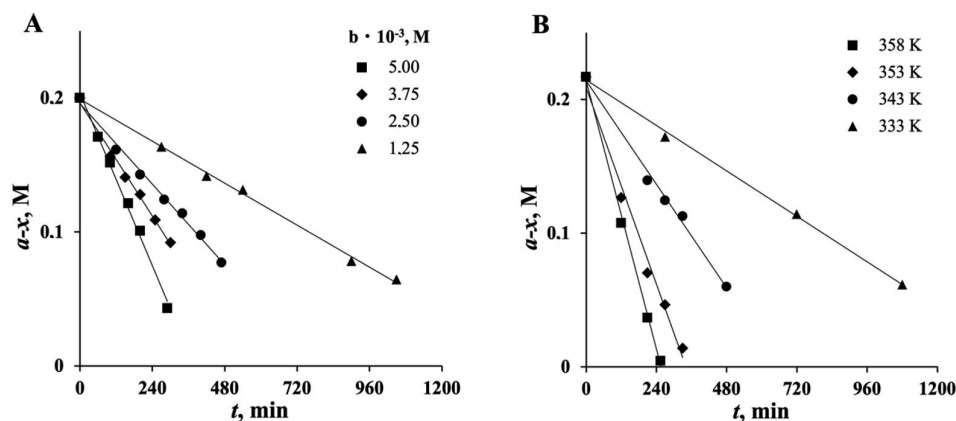 A
b · 10⁻³, M
5.00
3.75
2.50
1.25
0.2
0.1
0
a-x, M
0 240 480 720 960 1200
t, min
B
358 K
353 K
343 K
333 K
0.2
0.1
0
a-x, M
0 240 480 720 960 1200
t, min